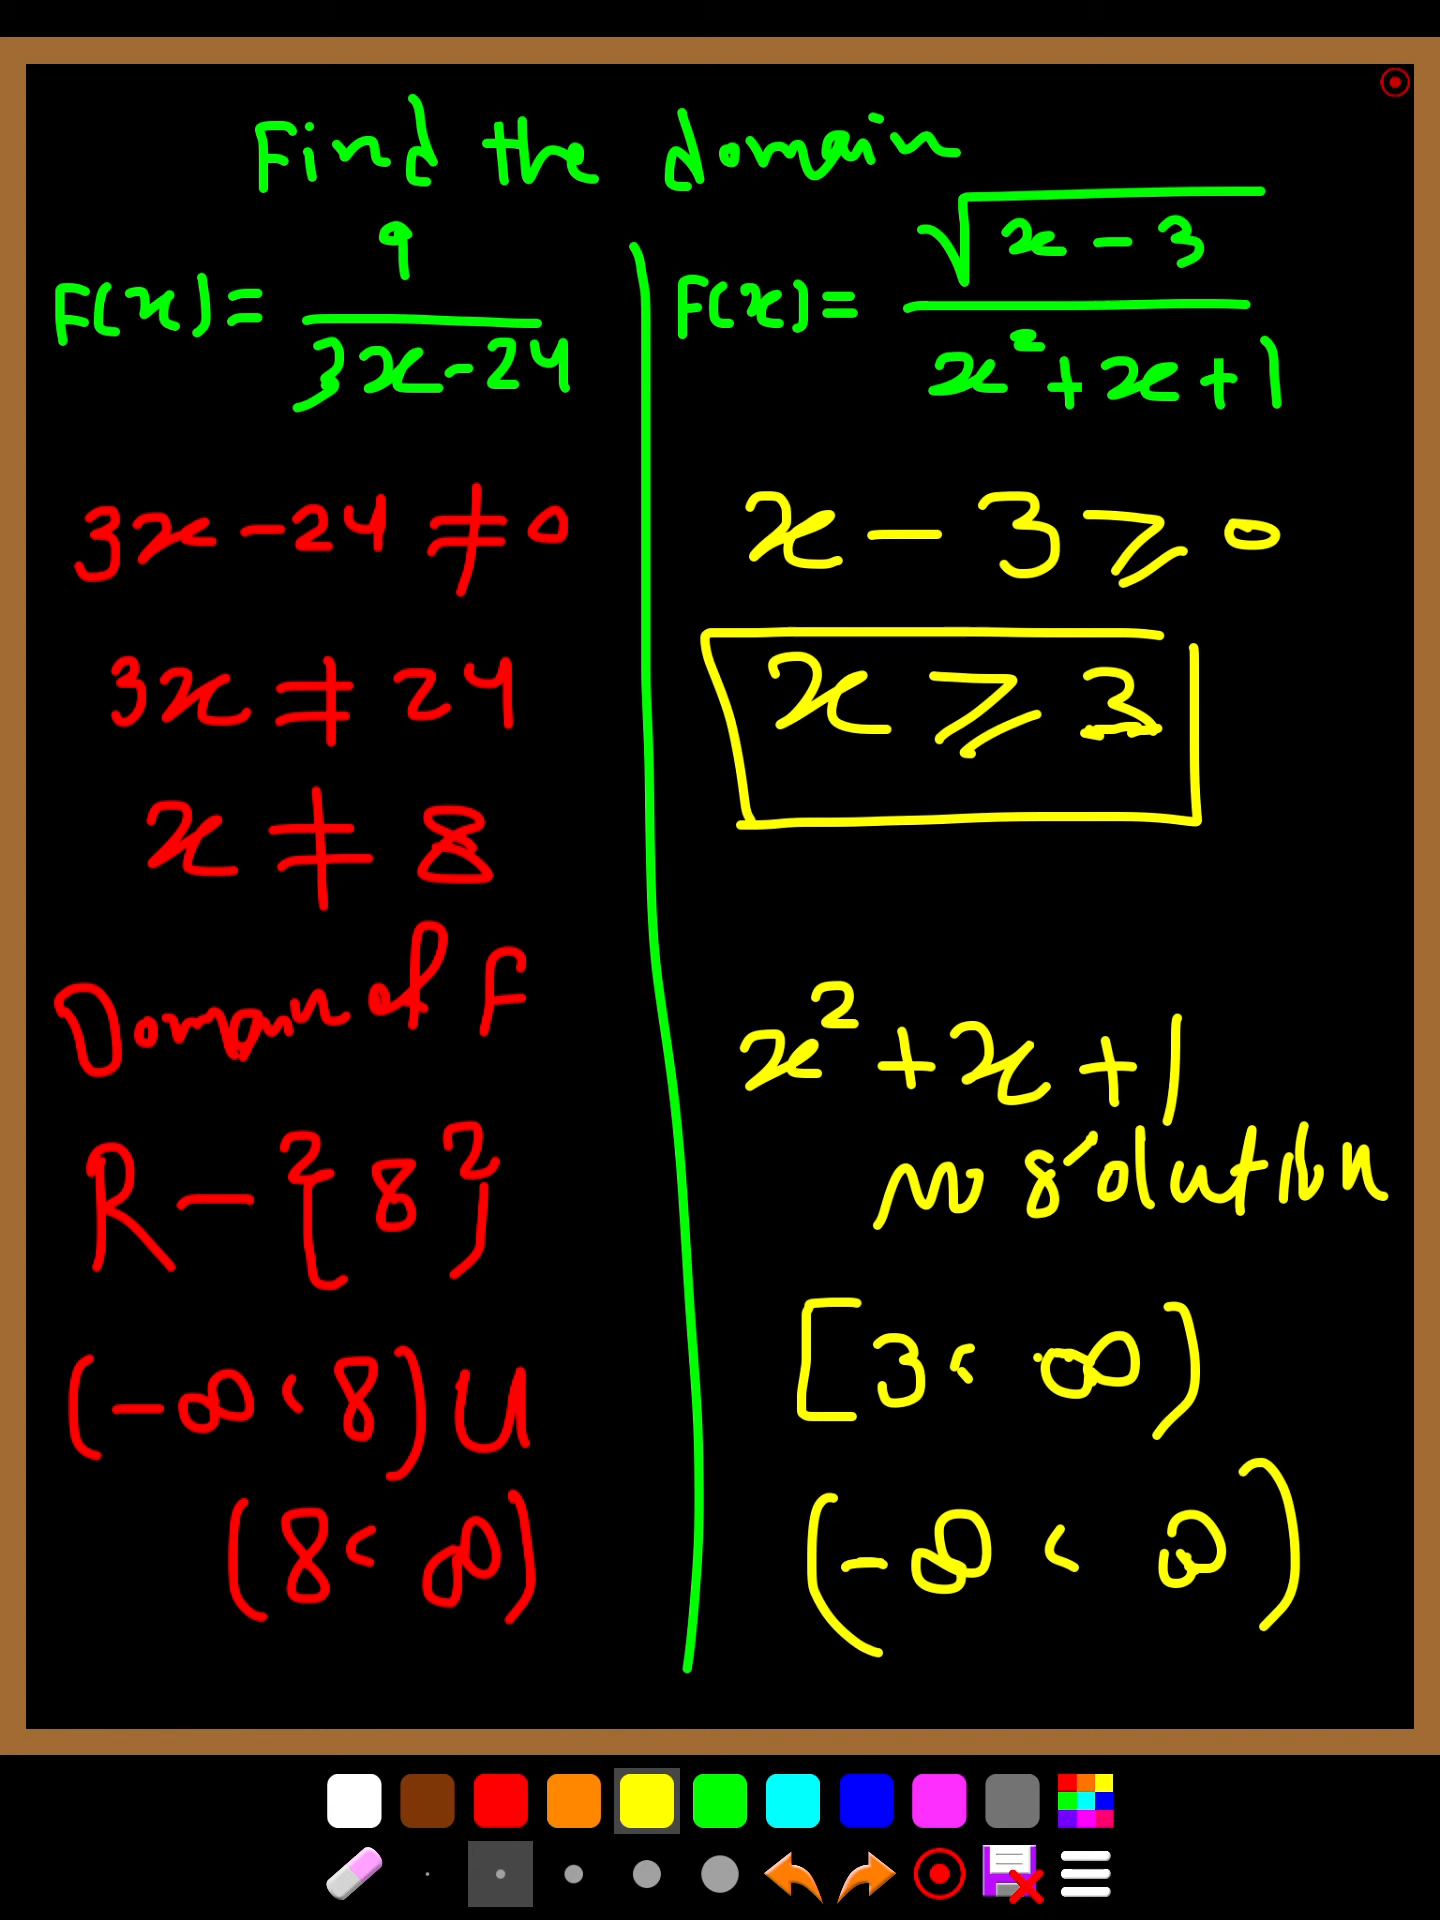 Find the domain
F(x) = 9 / 3x-24
3x-24 ≠ 0
3x ≠ 24
x ≠ 8
Domain of F
R - {8}
(-∞ ، 8) U
(8 ، ∞)
F(x) = √x-3 / x²+x+1
x - 3 ≥ 0
x ≥ 3
x² + x + 1
no solution
[3 ، ∞)
(-∞ ، ∞)